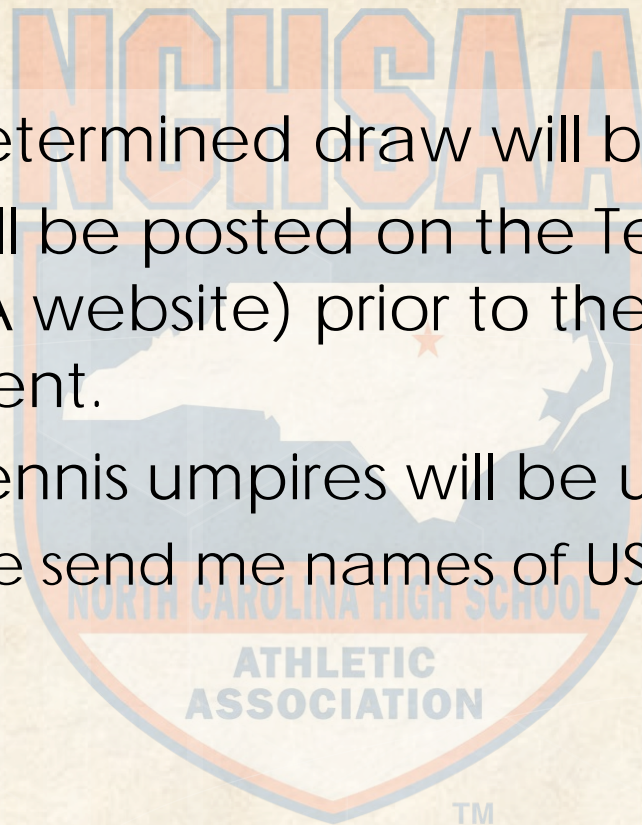 NCHSAA
etermined draw will b
ll be posted on the Te
A website) prior to the
ent.
ennis umpires will be u
e send me names of US
NORTH CAROLINA HIGH SCHOOL
ATHLETIC
ASSOCIATION
TM